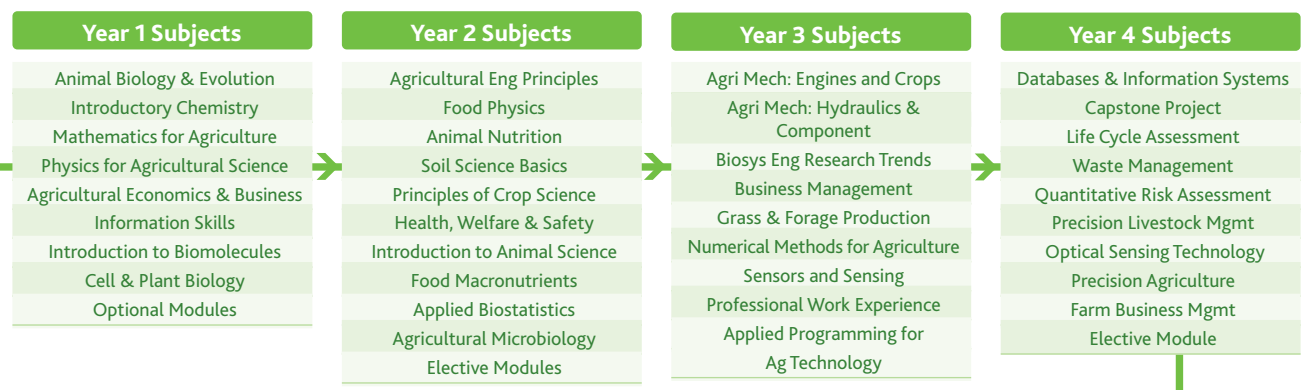 Year 1 Subjects
Animal Biology & Evolution
Introductory Chemistry
Mathematics for Agriculture
Physics for Agricultural Science
Agricultural Economics & Business
Information Skills
Introduction to Biomolecules
Cell & Plant Biology
Optional Modules
Year 2 Subjects
Agricultural Eng Principles
Food Physics
Animal Nutrition
Soil Science Basics
Principles of Crop Science
Health, Welfare & Safety
Introduction to Animal Science
Food Macronutrients
Applied Biostatistics
Agricultural Microbiology
Elective Modules
Year 3 Subjects
Agri Mech: Engines and Crops
Agri Mech: Hydraulics &
Component
Biosys Eng Research Trends
Business Management
Grass & Forage Production
Numerical Methods for Agriculture
Sensors and Sensing
Professional Work Experience
Applied Programming for
Ag Technology
Year 4 Subjects
Databases & Information Systems
Capstone Project
Life Cycle Assessment
Waste Management
Quantitative Risk Assessment
Precision Livestock Mgmt
Optical Sensing Technology
Precision Agriculture
Farm Business Mgmt
Elective Module